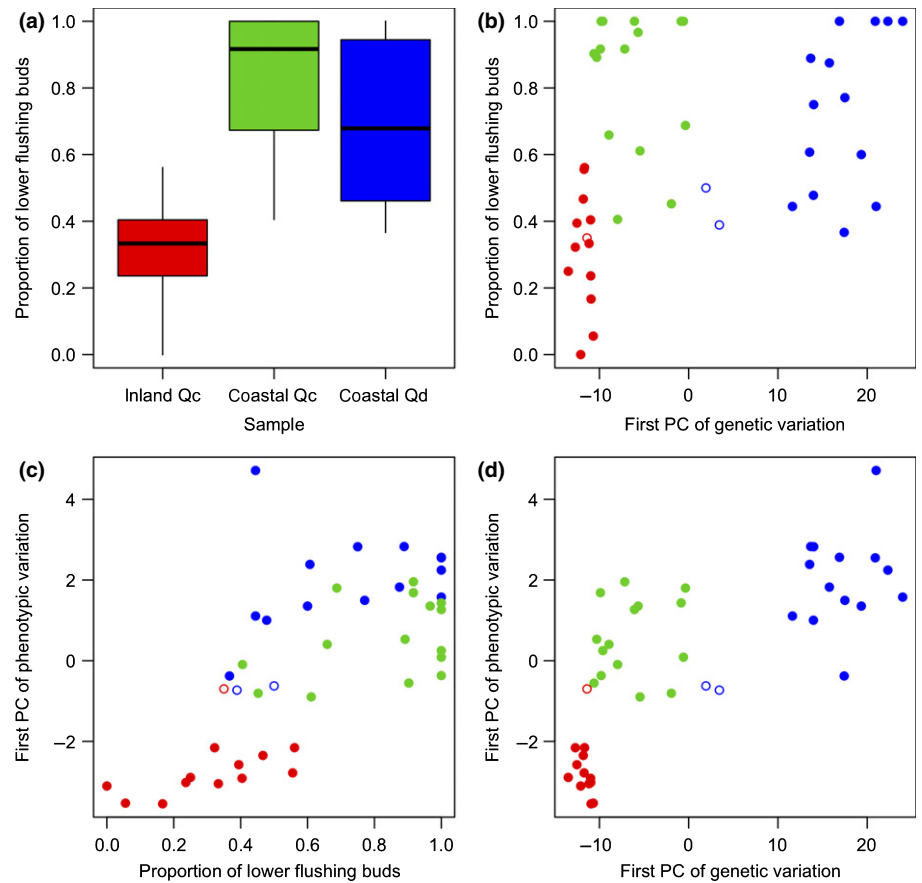 (a)
Proportion of lower flushing buds
1.0
0.8
0.6
0.4
0.2
0.0
Inland Qc Coastal Qc Coastal Qd
Sample
(b)
Proportion of lower flushing buds
1.0
0.8
0.6
0.4
0.2
0.0
–10 0 10 20
First PC of genetic variation
(c)
First PC of phenotypic variation
4
2
0
–2
0.0 0.2 0.4 0.6 0.8 1.0
Proportion of lower flushing buds
(d)
First PC of phenotypic variation
4
2
0
–2
–10 0 10 20
First PC of genetic variation